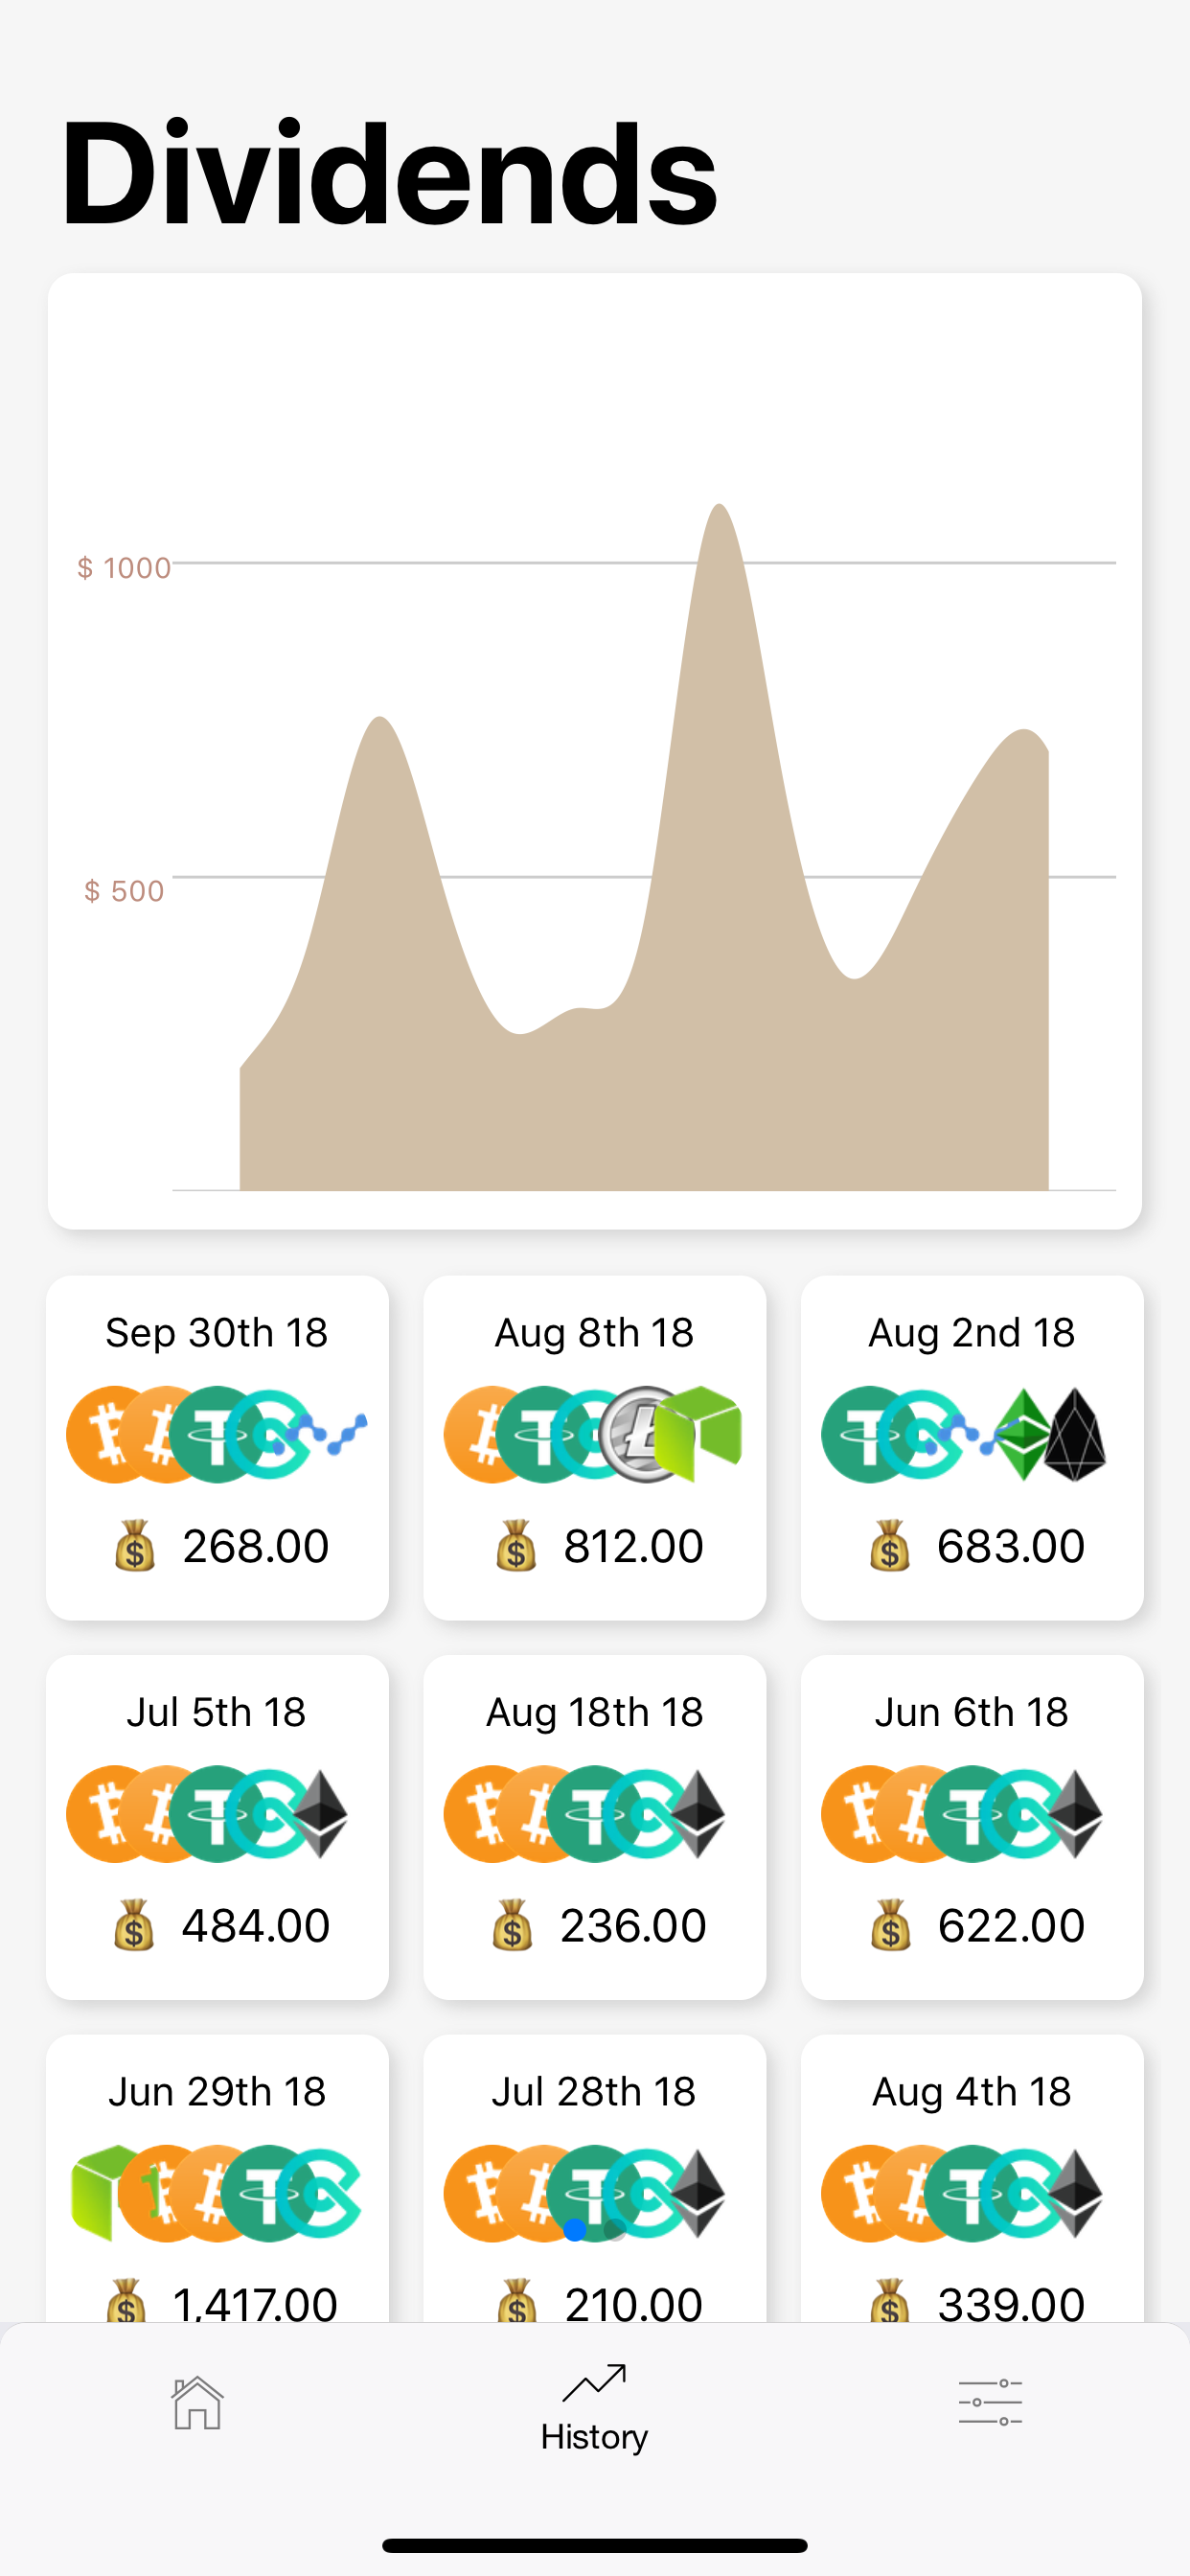 Dividends
$ 1000
$ 500
Sep 30th 18
Aug 8th 18
Aug 2nd 18
268.00
812.00
683.00
Jul 5th 18
Aug 18th 18
Jun 6th 18
484.00
236.00
622.00
Jun 29th 18
Jul 28th 18
Aug 4th 18
1,417.00
210.00
339.00
History